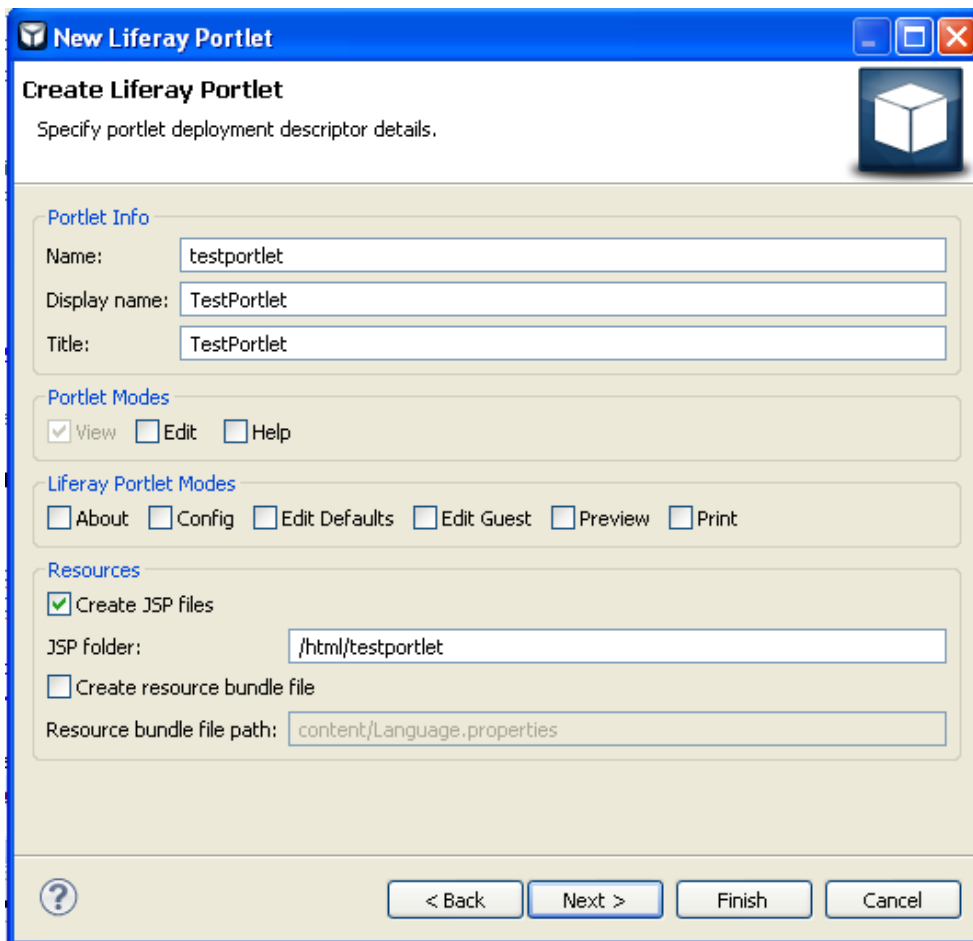 New Liferay Portlet
Create Liferay Portlet
Specify portlet deployment descriptor details.
Portlet Info
Name: testportlet
Display name: TestPortlet
Title: TestPortlet
Portlet Modes
View Edit Help
Liferay Portlet Modes
About Config Edit Defaults Edit Guest Preview Print
Resources
Create JSP files
JSP folder: /html/testportlet
Create resource bundle file
Resource bundle file path: content/Language.properties
? < Back Next > Finish Cancel